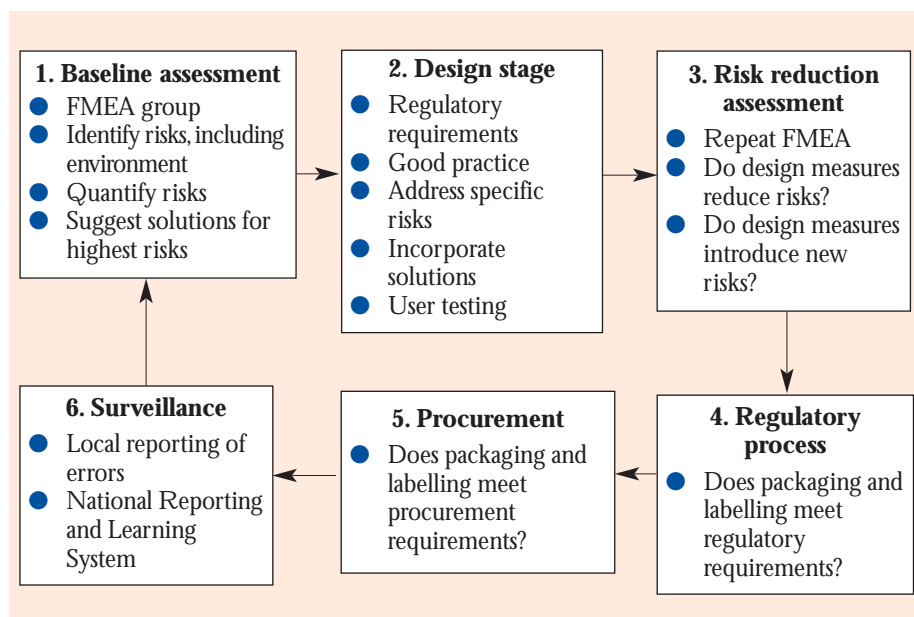 1. Baseline assessment
● FMEA group
● Identify risks, including
environment
● Quantify risks
● Suggest solutions for
highest risks
2. Design stage
● Regulatory
requirements
● Good practice
● Address specific
risks
● Incorporate
solutions
● User testing
3. Risk reduction
assessment
● Repeat FMEA
● Do design measures
reduce risks?
● Do design measures
introduce new
risks?
4. Regulatory
process
● Does packaging and
labelling meet
regulatory
requirements?
5. Procurement
● Does packaging and
labelling meet
procurement
requirements?
6. Surveillance
● Local reporting of
errors
● National Reporting
and Learning
System